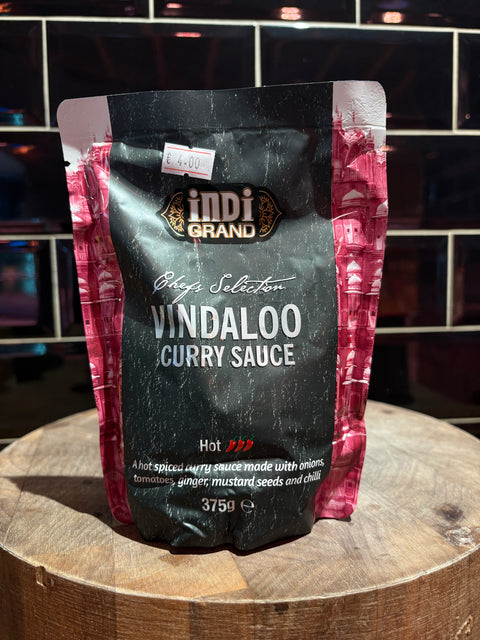 £ 4.00
iNDi
GRAND
Chefs Selection
VINDALOO
CURRY SAUCE
Hot
A hot spiced curry sauce made with onions,
tomatoes, ginger, mustard seeds and chilli
375g ℮